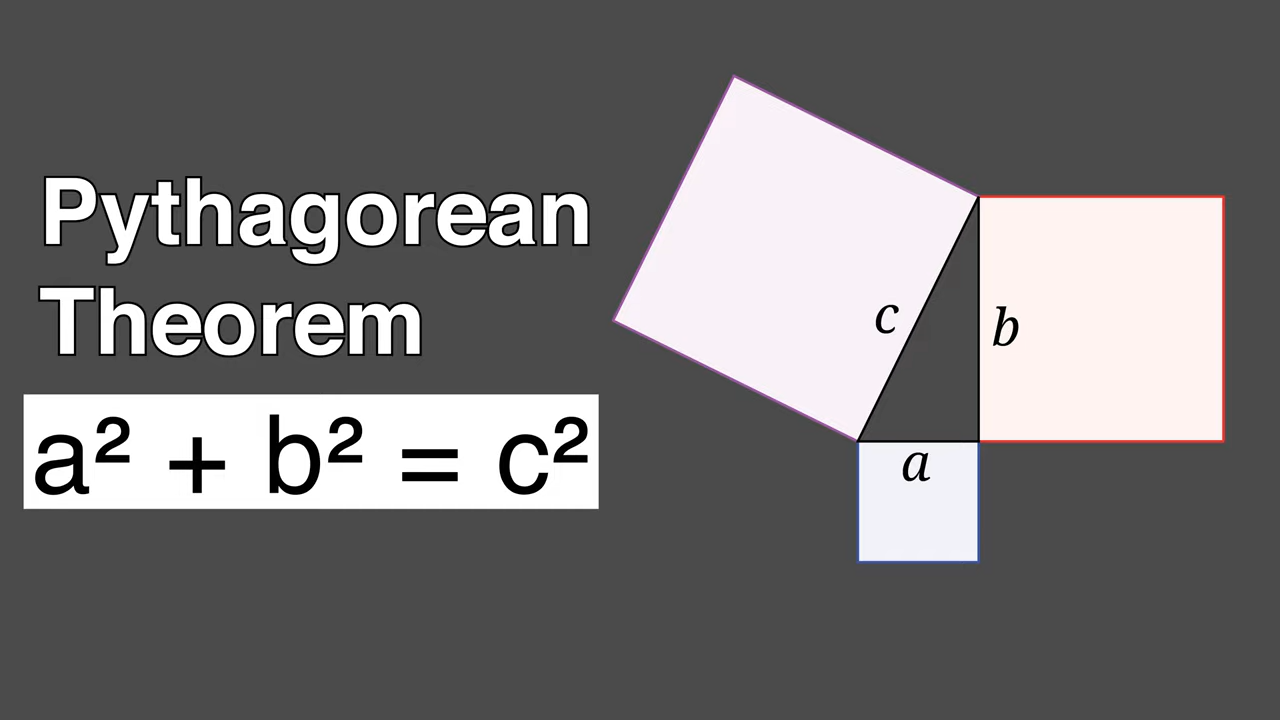 Pythagorean
Theorem
a² + b² = c²
c
b
a